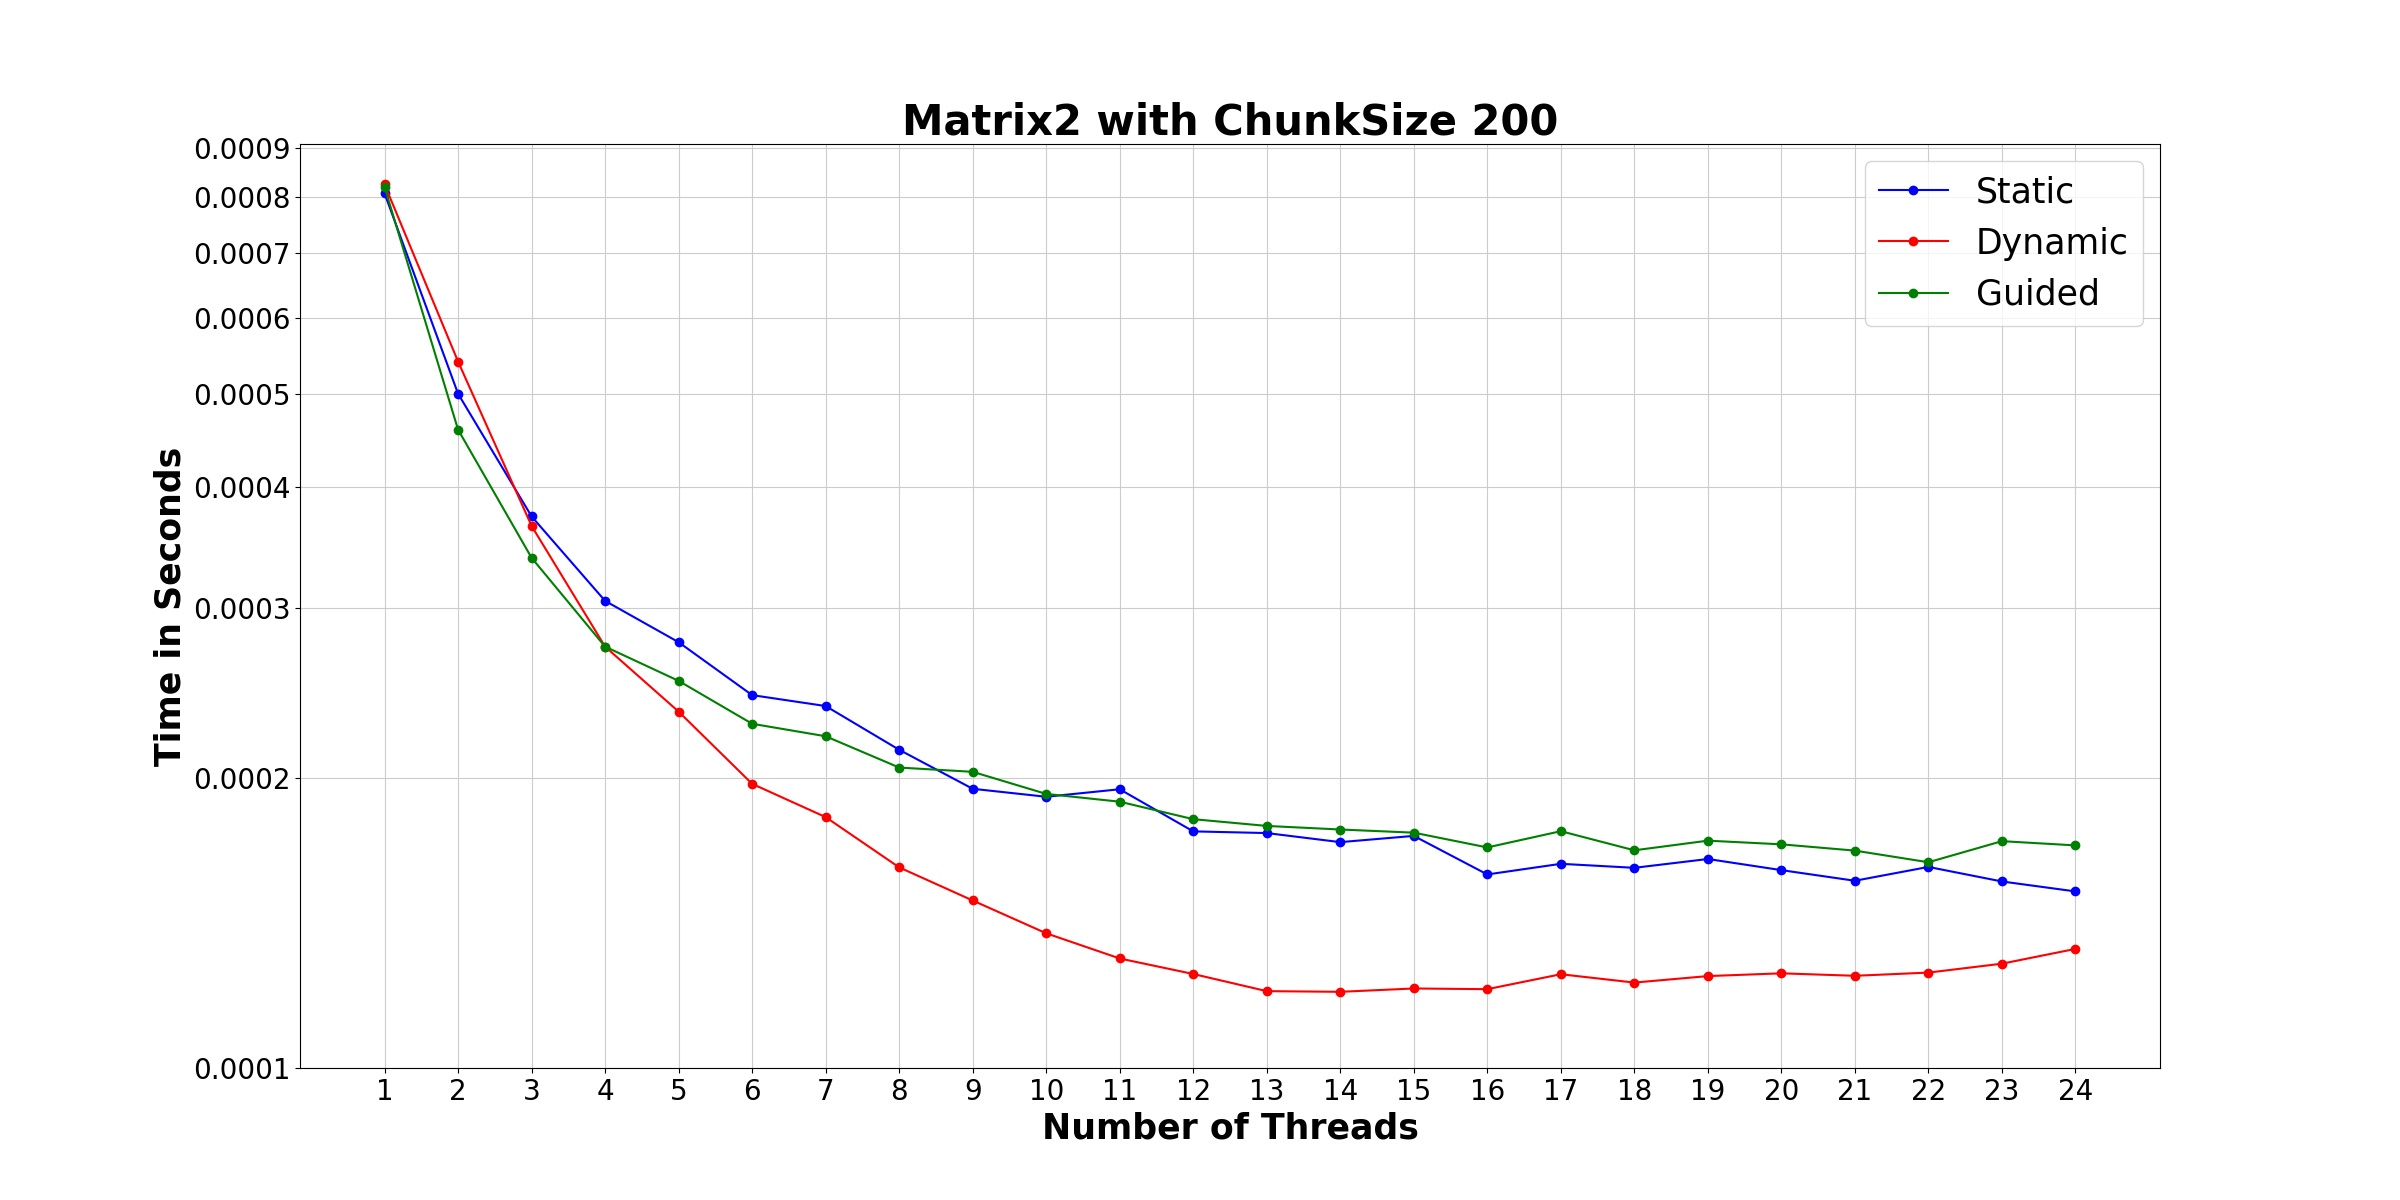 Matrix2 with ChunkSize 200
0.0009
0.0008
0.0007
0.0006
0.0005
0.0004
0.0003
0.0002
0.0001
Time in Seconds
Static
Dynamic
Guided
1 2 3 4 5 6 7 8 9 10 11 12 13 14 15 16 17 18 19 20 21 22 23 24
Number of Threads